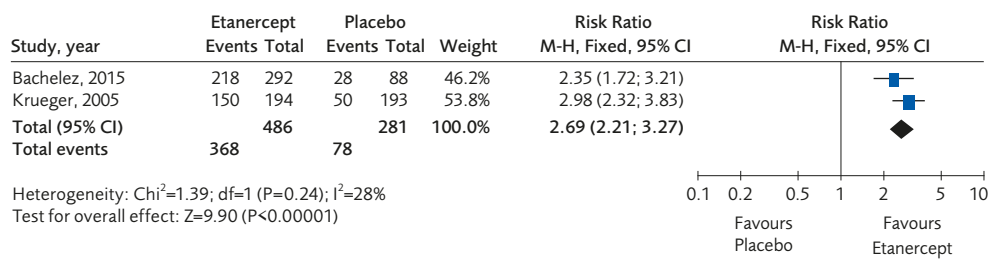 Etanercept Placebo Risk Ratio Risk Ratio
Study, year Events Total Events Total Weight M-H, Fixed, 95% CI M-H, Fixed, 95% CI
Bachelez, 2015 218 292 28 88 46.2% 2.35 (1.72; 3.21)
Krueger, 2005 150 194 50 193 53.8% 2.98 (2.32; 3.83)
Total (95% CI) 486 281 100.0% 2.69 (2.21; 3.27)
Total events 368 78
Heterogeneity: Chi²=1.39; df=1 (P=0.24); I²=28%
Test for overall effect: Z=9.90 (P<0.00001)
0.1 0.2 0.5 1 2 5 10
Favours Placebo
Favours Etanercept